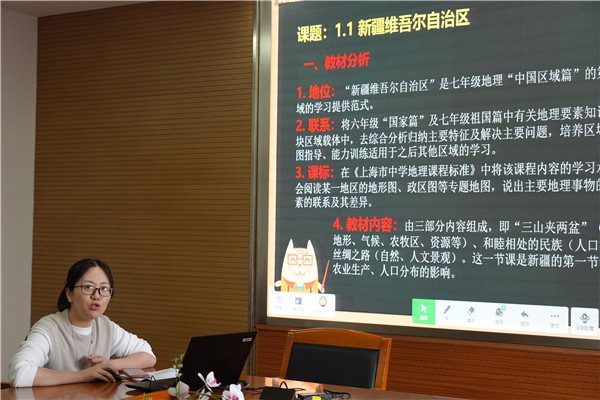 课题：1.1 新疆维吾尔自治区
一、教材分析
1. 地位：“新疆维吾尔自治区”是七年级地理“中国区域篇”的第
域的学习提供范式。
2. 联系：将六年级“国家篇”及七年级祖国篇中有关地理要素知识
块区域载体中，去综合分析归纳主要特征及解决主要问题，培养区域
图指导、能力训练适用于之后其他区域的学习。
3. 课标：在《上海市中学地理课程标准》中将该课程内容的学习水
会阅读某一地区的地形图、政区图等专题地图，说出主要地理事物的
素的联系及其差异。
4. 教材内容：由三部分内容组成，即“三山夹两盆”（
地形、气候、农牧区、资源等）、和睦相处的民族（人口
丝绸之路（自然、人文景观）。这一节课是新疆的第一节
农业生产、人口分布的影响。